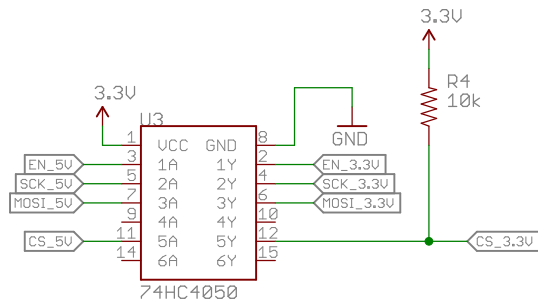 3.3V
3.3V
R4
10k
U3
GND
1 VCC GND 8
EN_5V 3 1A 1Y 2 EN_3.3V
SCK_5V 5 2A 2Y 4 SCK_3.3V
MOSI_5V 7 3A 3Y 6 MOSI_3.3V
9 4A 4Y 10
CS_5V 11 5A 5Y 12 CS_3.3V
14 6A 6Y 15
74HC4050